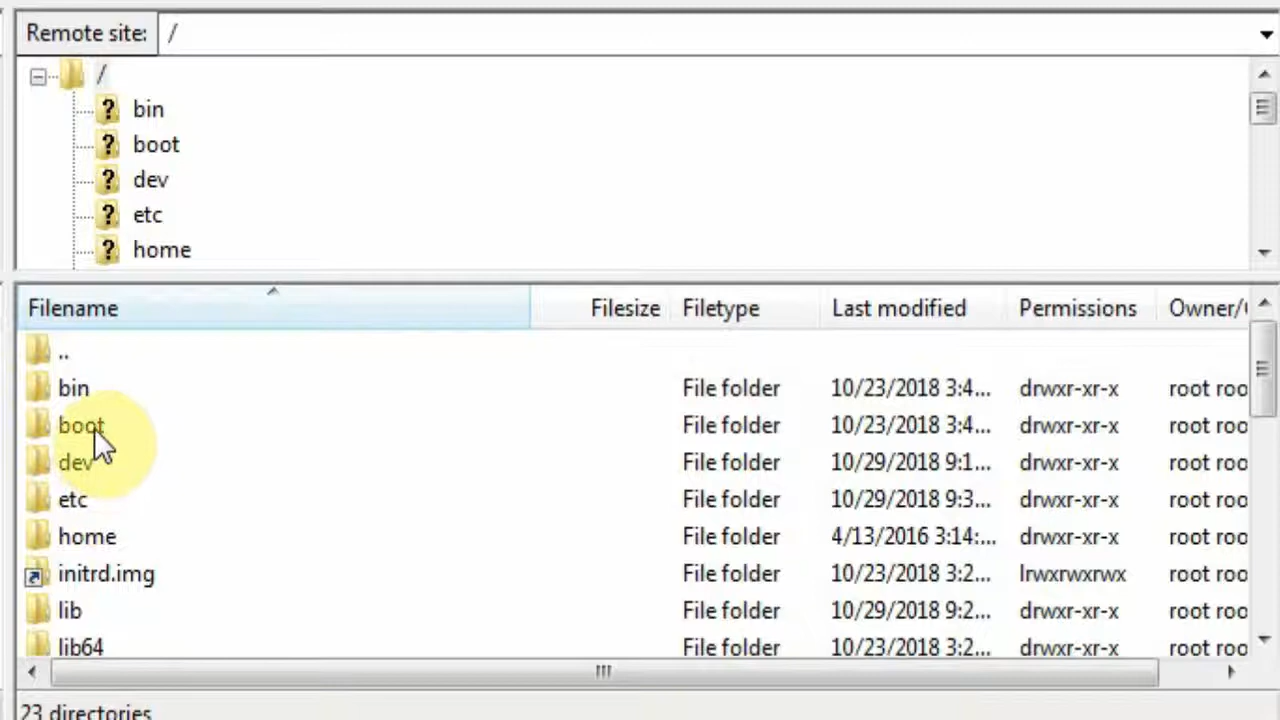 Remote site: /
/
? bin
? boot
? dev
? etc
? home
Filename Filesize Filetype Last modified Permissions Owner/
..
bin File folder 10/23/2018 3:4... drwxr-xr-x root roo
boot File folder 10/23/2018 3:4... drwxr-xr-x root roo
dev File folder 10/29/2018 9:1... drwxr-xr-x root roo
etc File folder 10/29/2018 9:3... drwxr-xr-x root roo
home File folder 4/13/2016 3:14:... drwxr-xr-x root roo
initrd.img File folder 10/23/2018 3:2... lrwxrwxrwx root roo
lib File folder 10/29/2018 9:2... drwxr-xr-x root roo
lib64 File folder 10/23/2018 3:2... drwxr-xr-x root roo
23 directories